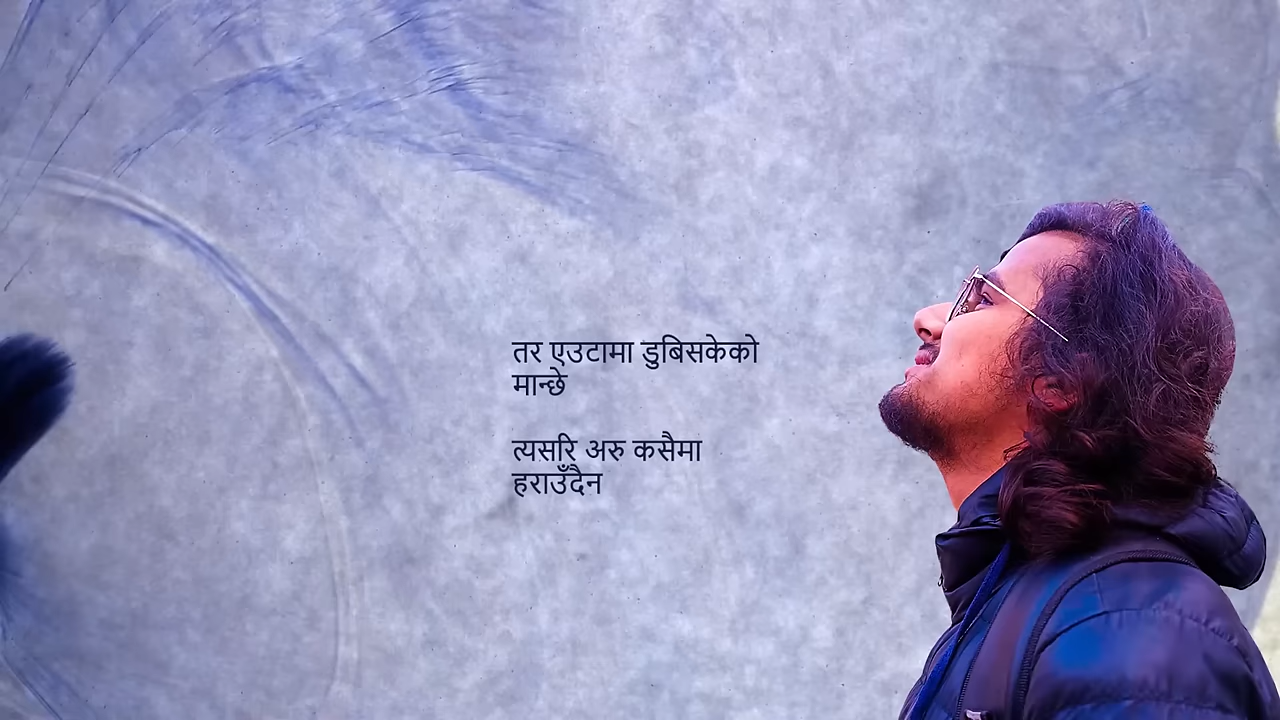 तर एउटामा डुबिसकेको
मान्छे
त्यसरि अरु कसैमा
हराउँदैन